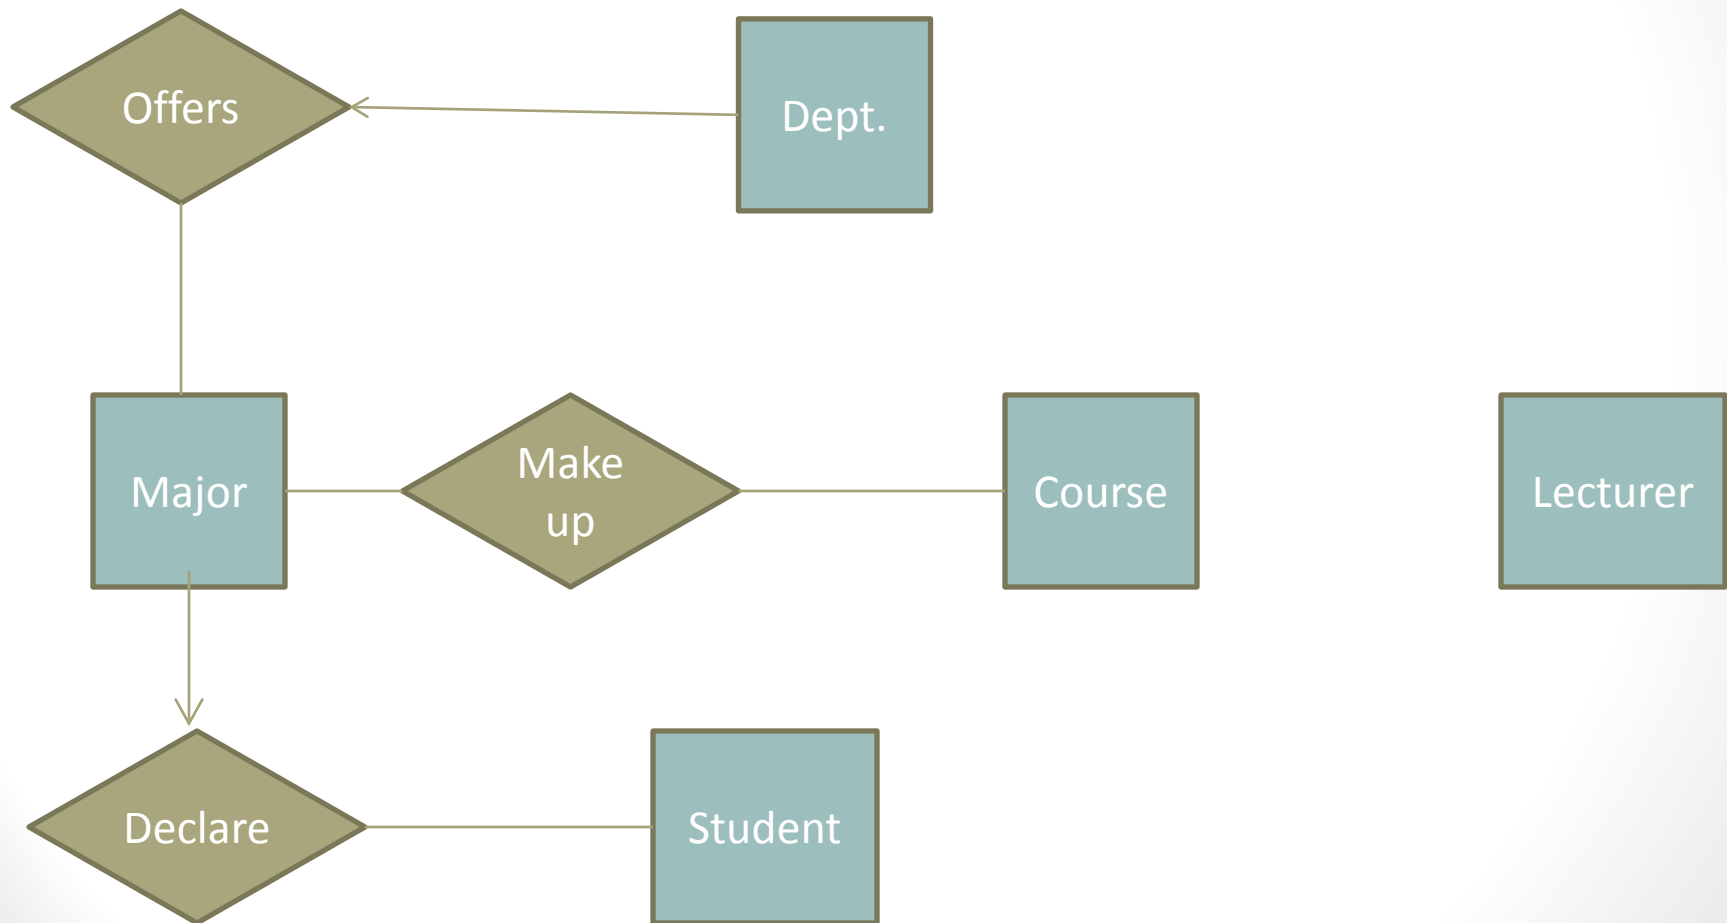 Offers
Dept.
Major
Make
up
Course
Lecturer
Declare
Student